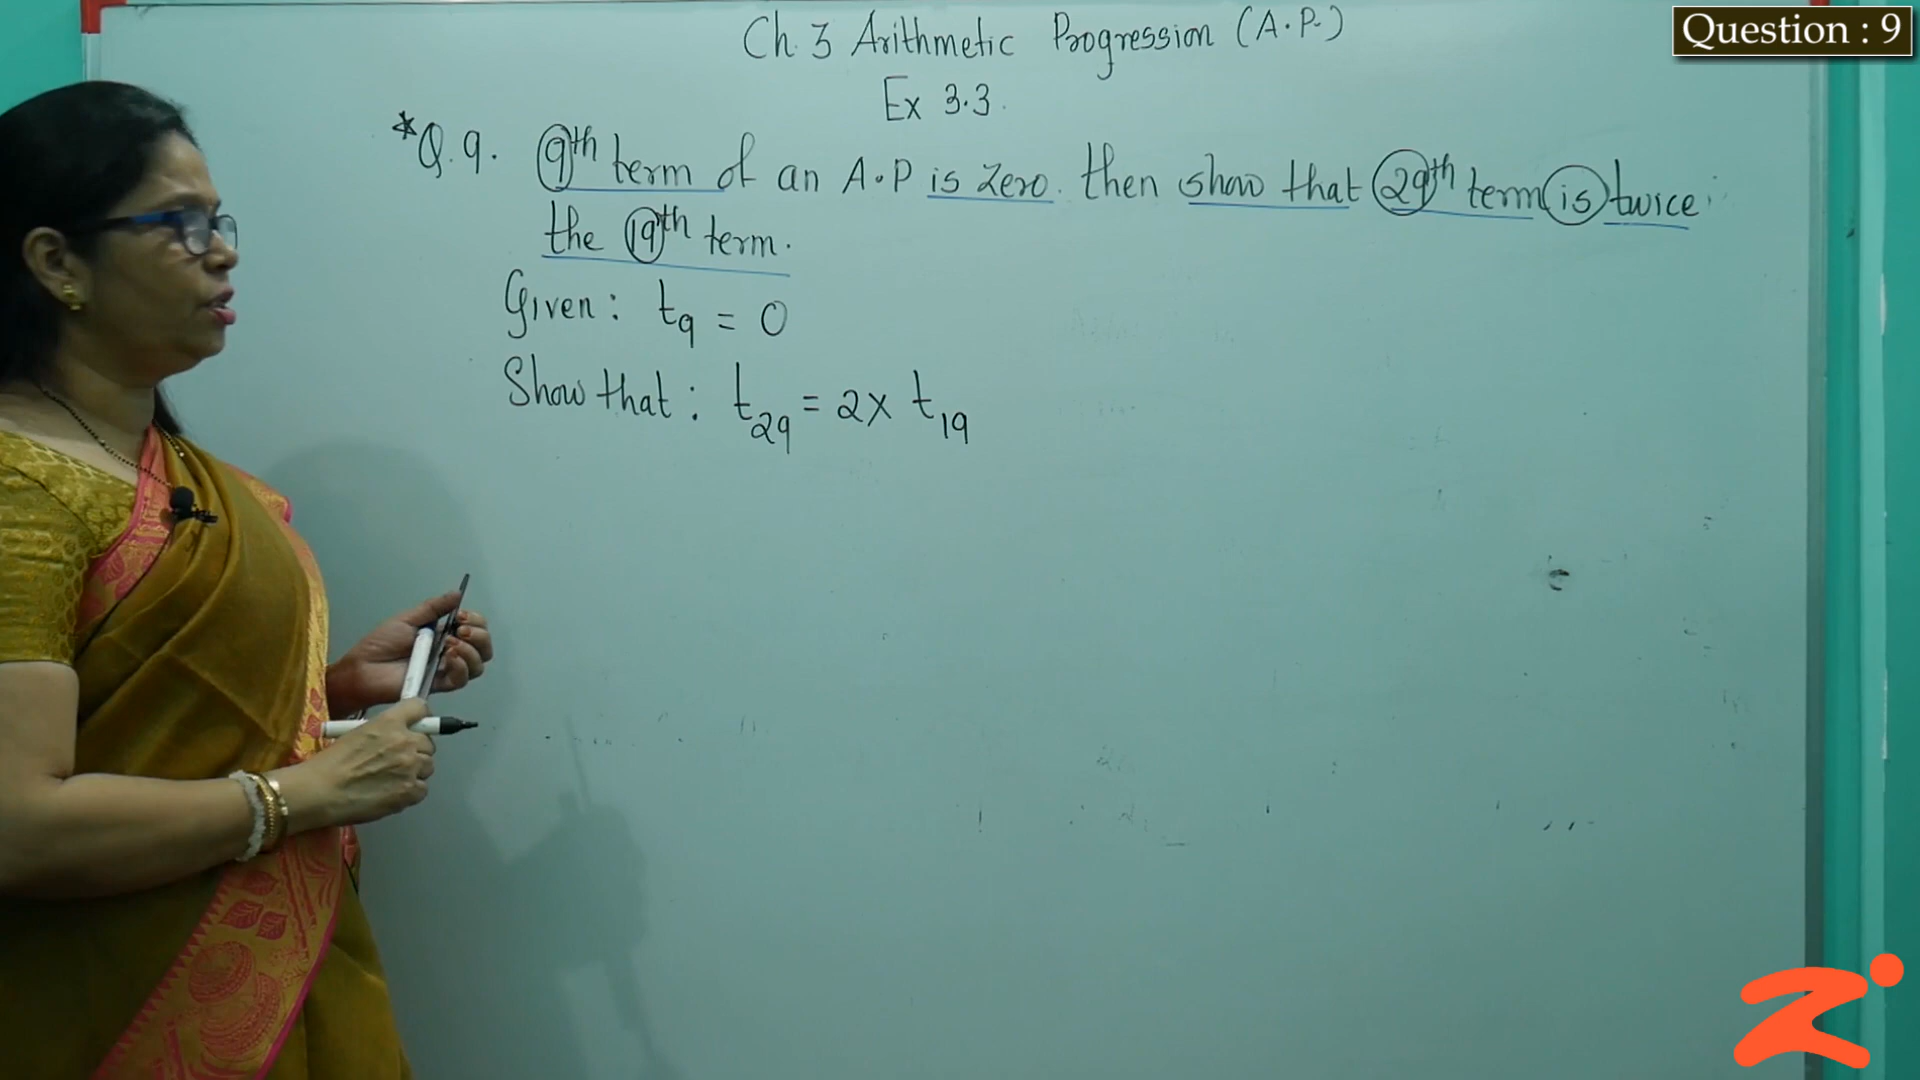 Question : 9
Ch. 3 Arithmetic Progression (A.P.)
Ex 3.3.
*Q.9. 9th term of an A.P is zero. then show that 29th term is twice
the 19th term.
Given : t9 = 0
Show that : t29 = 2 x t19